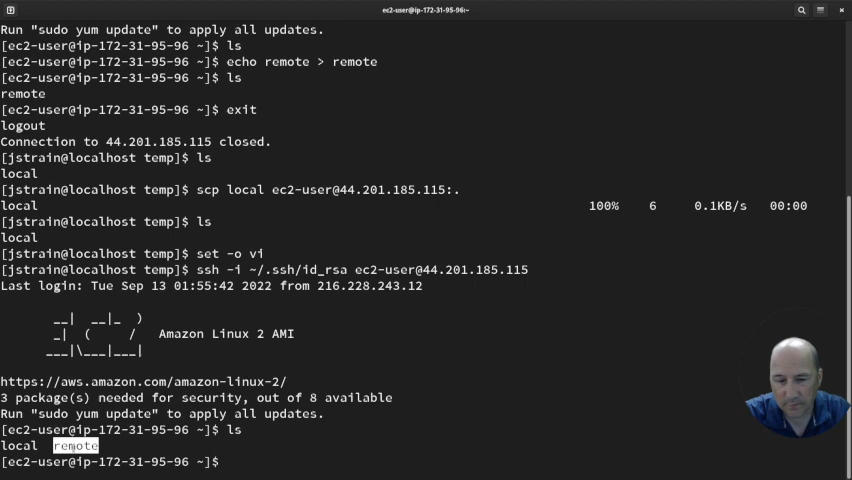 ec2-user@ip-172-31-95-96:~
Run "sudo yum update" to apply all updates.
[ec2-user@ip-172-31-95-96 ~]$ ls
[ec2-user@ip-172-31-95-96 ~]$ echo remote > remote
[ec2-user@ip-172-31-95-96 ~]$ ls
remote
[ec2-user@ip-172-31-95-96 ~]$ exit
logout
Connection to 44.201.185.115 closed.
[jstrain@localhost temp]$ ls
local
[jstrain@localhost temp]$ scp local ec2-user@44.201.185.115:.
local 100% 6 0.1KB/s 00:00
[jstrain@localhost temp]$ ls
local
[jstrain@localhost temp]$ set -o vi
[jstrain@localhost temp]$ ssh -i ~/.ssh/id_rsa ec2-user@44.201.185.115
Last login: Tue Sep 13 01:55:42 2022 from 216.228.243.12
__|  __|_  )
_|  (     /   Amazon Linux 2 AMI
___|\___|___|
https://aws.amazon.com/amazon-linux-2/
3 package(s) needed for security, out of 8 available
Run "sudo yum update" to apply all updates.
[ec2-user@ip-172-31-95-96 ~]$ ls
local  remote
[ec2-user@ip-172-31-95-96 ~]$